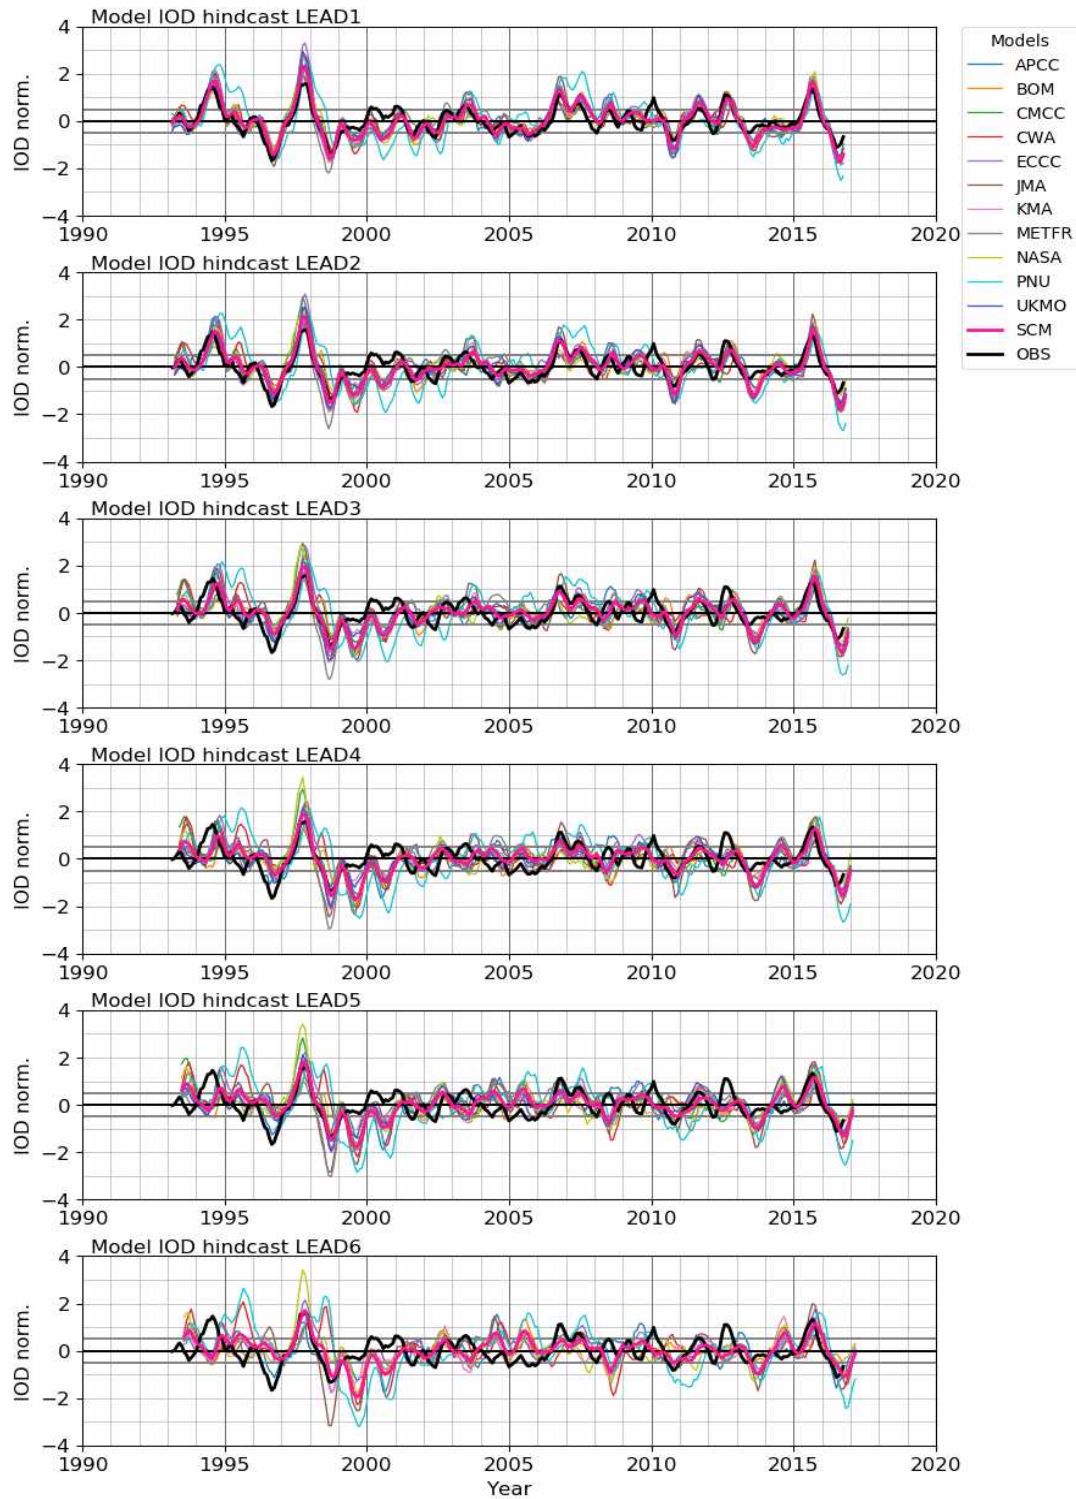 Model IOD hindcast LEAD1
IOD norm.
4
2
0
−2
−4
1990 1995 2000 2005 2010 2015 2020
Models
APCC
BOM
CMCC
CWA
ECCC
JMA
KMA
METFR
NASA
PNU
UKMO
SCM
OBS
Model IOD hindcast LEAD2
IOD norm.
4
2
0
−2
−4
1990 1995 2000 2005 2010 2015 2020
Model IOD hindcast LEAD3
IOD norm.
4
2
0
−2
−4
1990 1995 2000 2005 2010 2015 2020
Model IOD hindcast LEAD4
IOD norm.
4
2
0
−2
−4
1990 1995 2000 2005 2010 2015 2020
Model IOD hindcast LEAD5
IOD norm.
4
2
0
−2
−4
1990 1995 2000 2005 2010 2015 2020
Model IOD hindcast LEAD6
IOD norm.
4
2
0
−2
−4
1990 1995 2000 2005 2010 2015 2020
Year